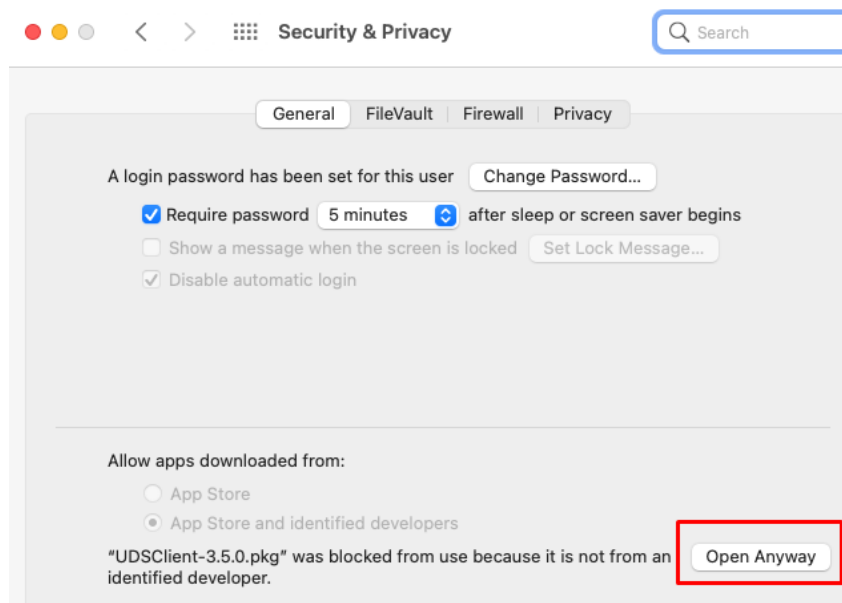 Security & Privacy
Search
General
FileVault
Firewall
Privacy
A login password has been set for this user
Change Password...
Require password
5 minutes
after sleep or screen saver begins
Show a message when the screen is locked
Set Lock Message...
Disable automatic login
Allow apps downloaded from:
App Store
App Store and identified developers
“UDSClient-3.5.0.pkg” was blocked from use because it is not from an
identified developer.
Open Anyway